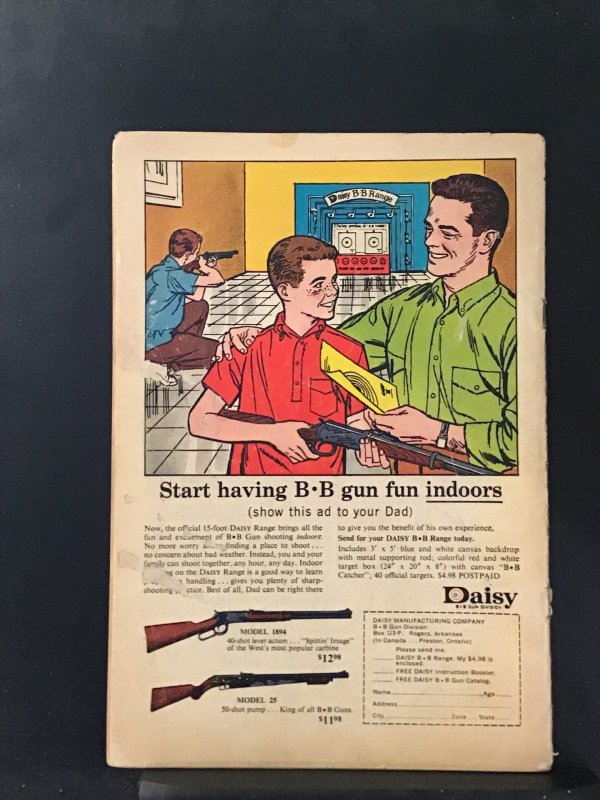 Daisy B·B Range
Start having B·B gun fun indoors
(show this ad to your Dad)
Now, the official 15-foot DAISY Range brings all the
fun and excitement of B•B Gun shooting indoors.
No more worry finding a place to shoot . . .
no concern about bad weather. Instead, you and your
family can shoot together, any hour, any day. Indoor
on the DAISY Range is a good way to learn
handling . . . gives you plenty of sharp-
shooting Best of all, Dad can be right there
to give you the benefit of his own experience.
Send for your DAISY B•B Range today.
Includes 3' x 5' blue and white canvas backdrop
with metal supporting rod, colorful red and white
target box (24" x 20" x 8") with canvas "B•B
Catcher"; 40 official targets. $4.98 POSTPAID
Daisy
B•B GUN DIVISION
MODEL 1894
40-shot lever action . . . "Spittin' Image"
of the West's most popular carbine
$12⁹⁸
MODEL 25
50-shot pump . . . King of all B•B Guns.
$11⁹⁸
DAISY MANUFACTURING COMPANY
B•B Gun Division
Box 113-P, Rogers, Arkansas
(In Canada . . . Preston, Ontario)
Please send me:
DAISY B•B Range. My $4.98 is
enclosed.
FREE DAISY Instruction Booklet.
FREE DAISY B•B Gun Catalog.
Name Age
Address
City Zone State